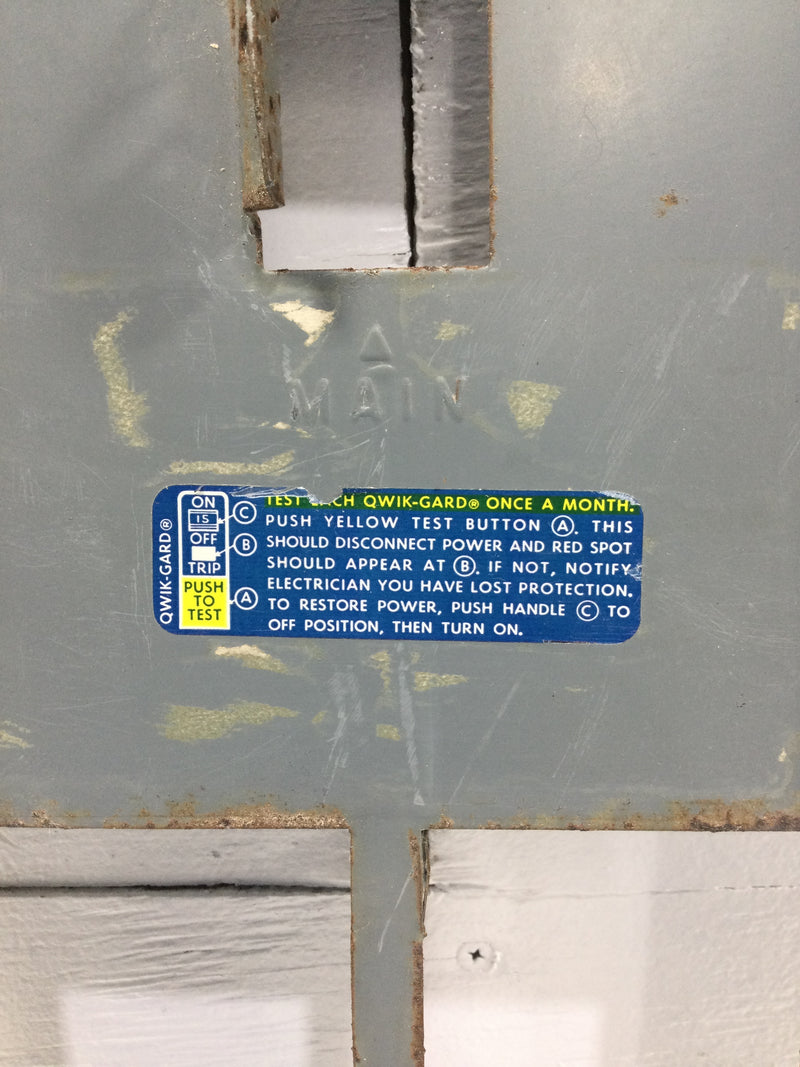 MAIN
QWIK-GARD®
ON
15
OFF
TRIP
PUSH
TO
TEST
C
B
A
TEST EACH QWIK-GARD® ONCE A MONTH.
PUSH YELLOW TEST BUTTON Ⓐ. THIS
SHOULD DISCONNECT POWER AND RED SPOT
SHOULD APPEAR AT Ⓑ. IF NOT, NOTIFY
ELECTRICIAN YOU HAVE LOST PROTECTION.
TO RESTORE POWER, PUSH HANDLE Ⓒ TO
OFF POSITION, THEN TURN ON.